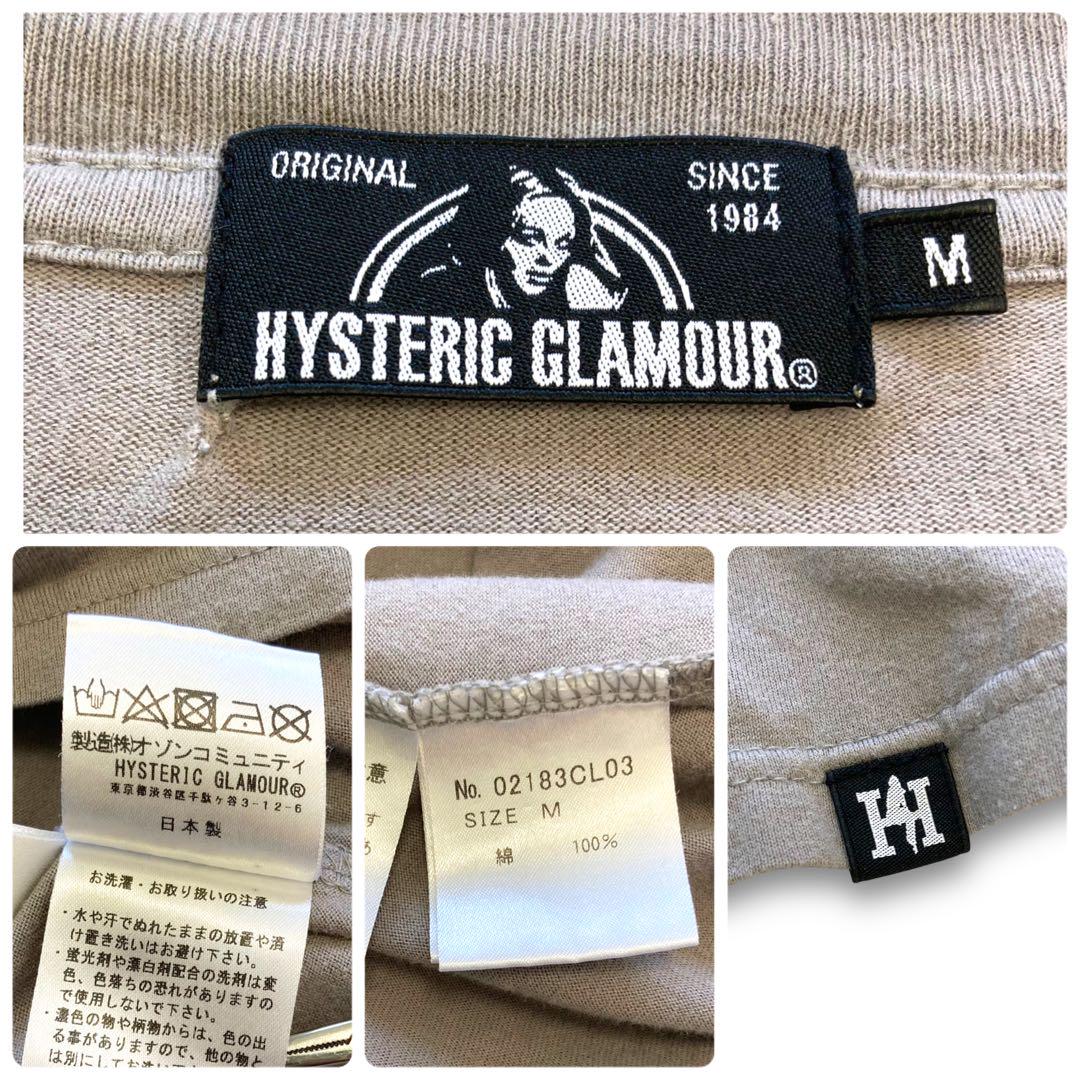 ORIGINAL
SINCE
1984
HYSTERIC GLAMOUR®
M
製造㈱オゾンコミュニティ
HYSTERIC GLAMOUR®
東京都渋谷区千駄ヶ谷3-12-6
日本製
お洗濯・お取り扱いの注意
・水や汗でぬれたままの放置や漬
け置き洗いはお避け下さい。
・蛍光剤や漂白剤配合の洗剤は変
色、色落ちの恐れがありますの
で使用しないで下さい。
・濃色の物や柄物からは、色の出
る事がありますので、他の物と
は別にしてお洗い下
意
す
No. 02183CL03
SIZE M
綿 100%
H